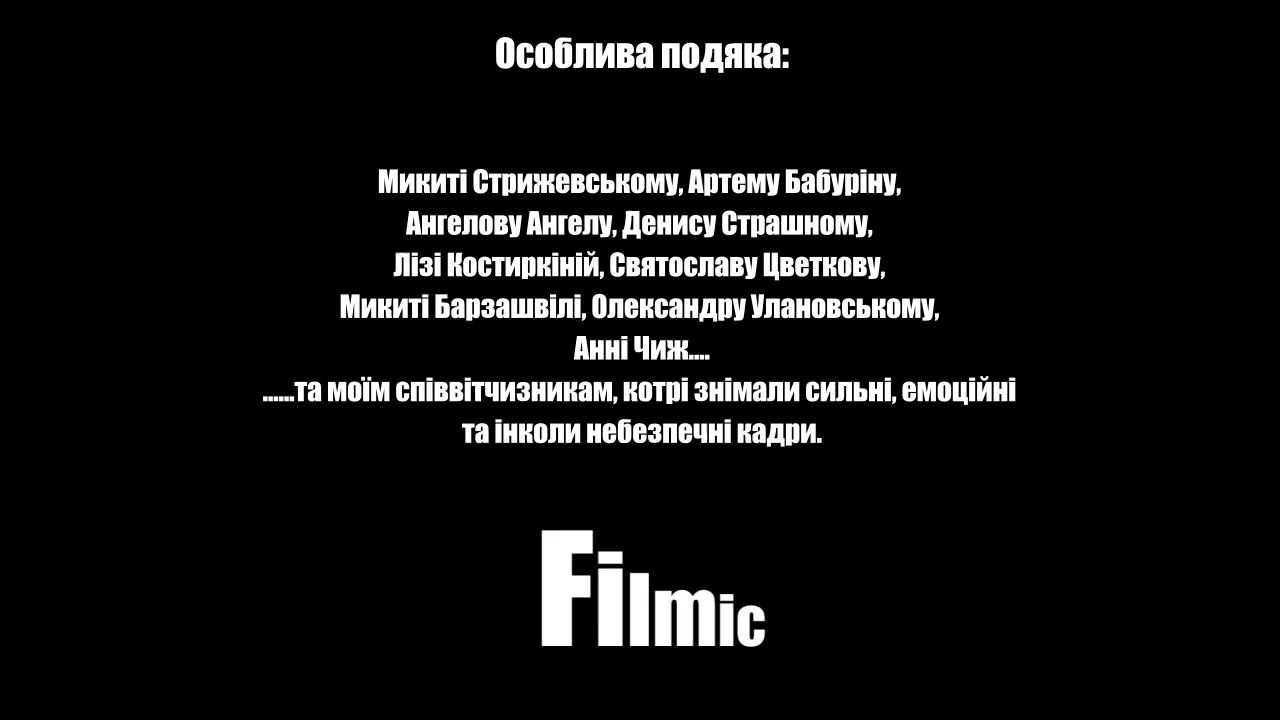 Особлива подяка:
Микиті Стрижевському, Артему Бабуріну,
Ангелову Ангелу, Денису Страшному,
Лізі Костиркіній, Святославу Цветкову,
Микиті Барзашвілі, Олександру Улановському,
Анні Чиж....
......та моїм співвітчизникам, котрі знімали сильні, емоційні
та інколи небезпечні кадри.
Filmic